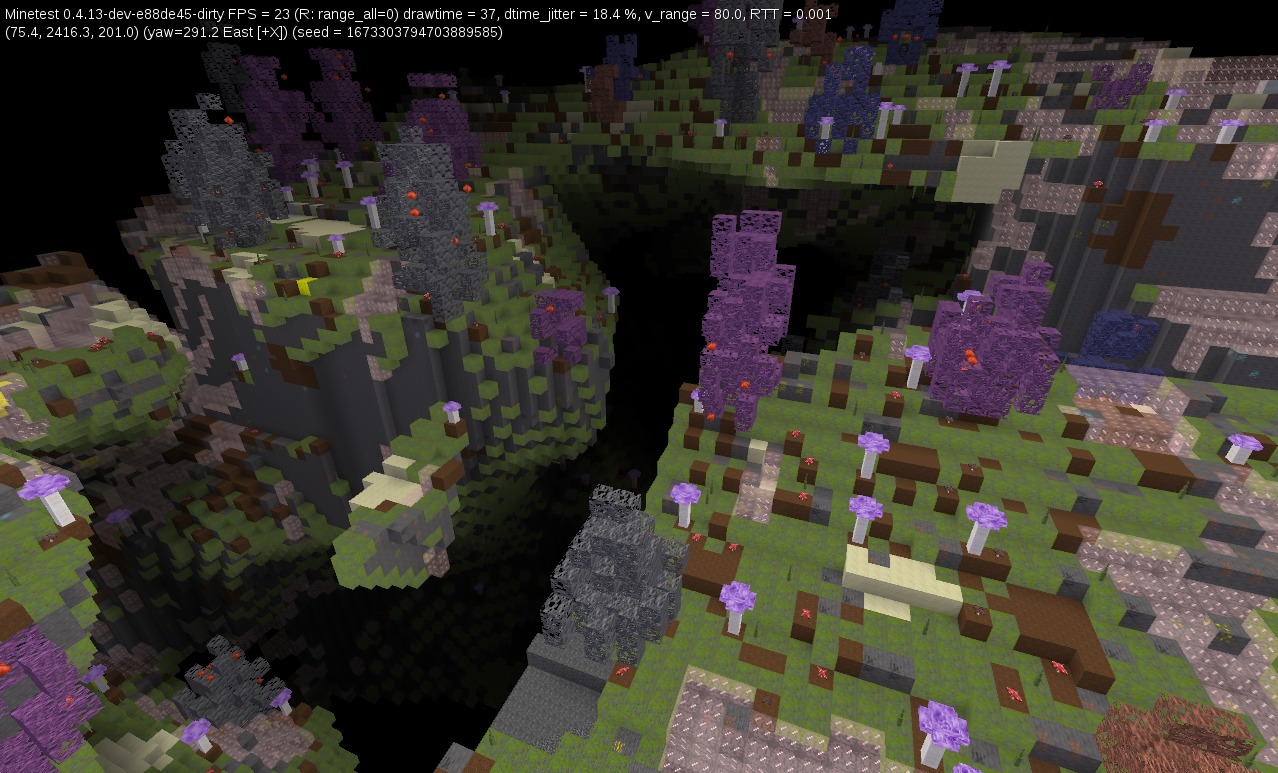 Minetest 0.4.13-dev-e88de45-dirty FPS = 23 (R: range_all=0) drawtime = 37, dtime_jitter = 18.4 %, v_range = 80.0, RTT = 0.001
(75.4, 2416.3, 201.0) (yaw=291.2 East [+X]) (seed = 1673303794703889585)